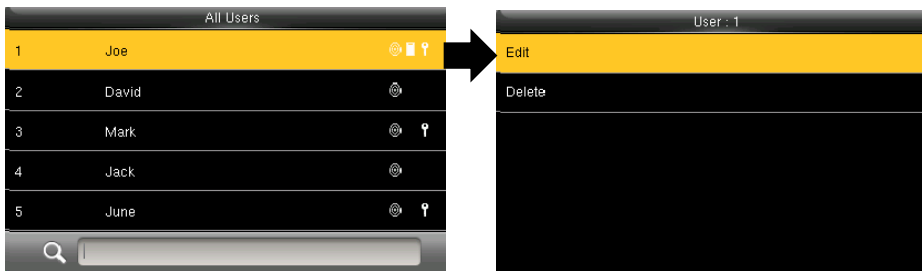 All Users
1 Joe
2 David
3 Mark
4 Jack
5 June
User : 1
Edit
Delete